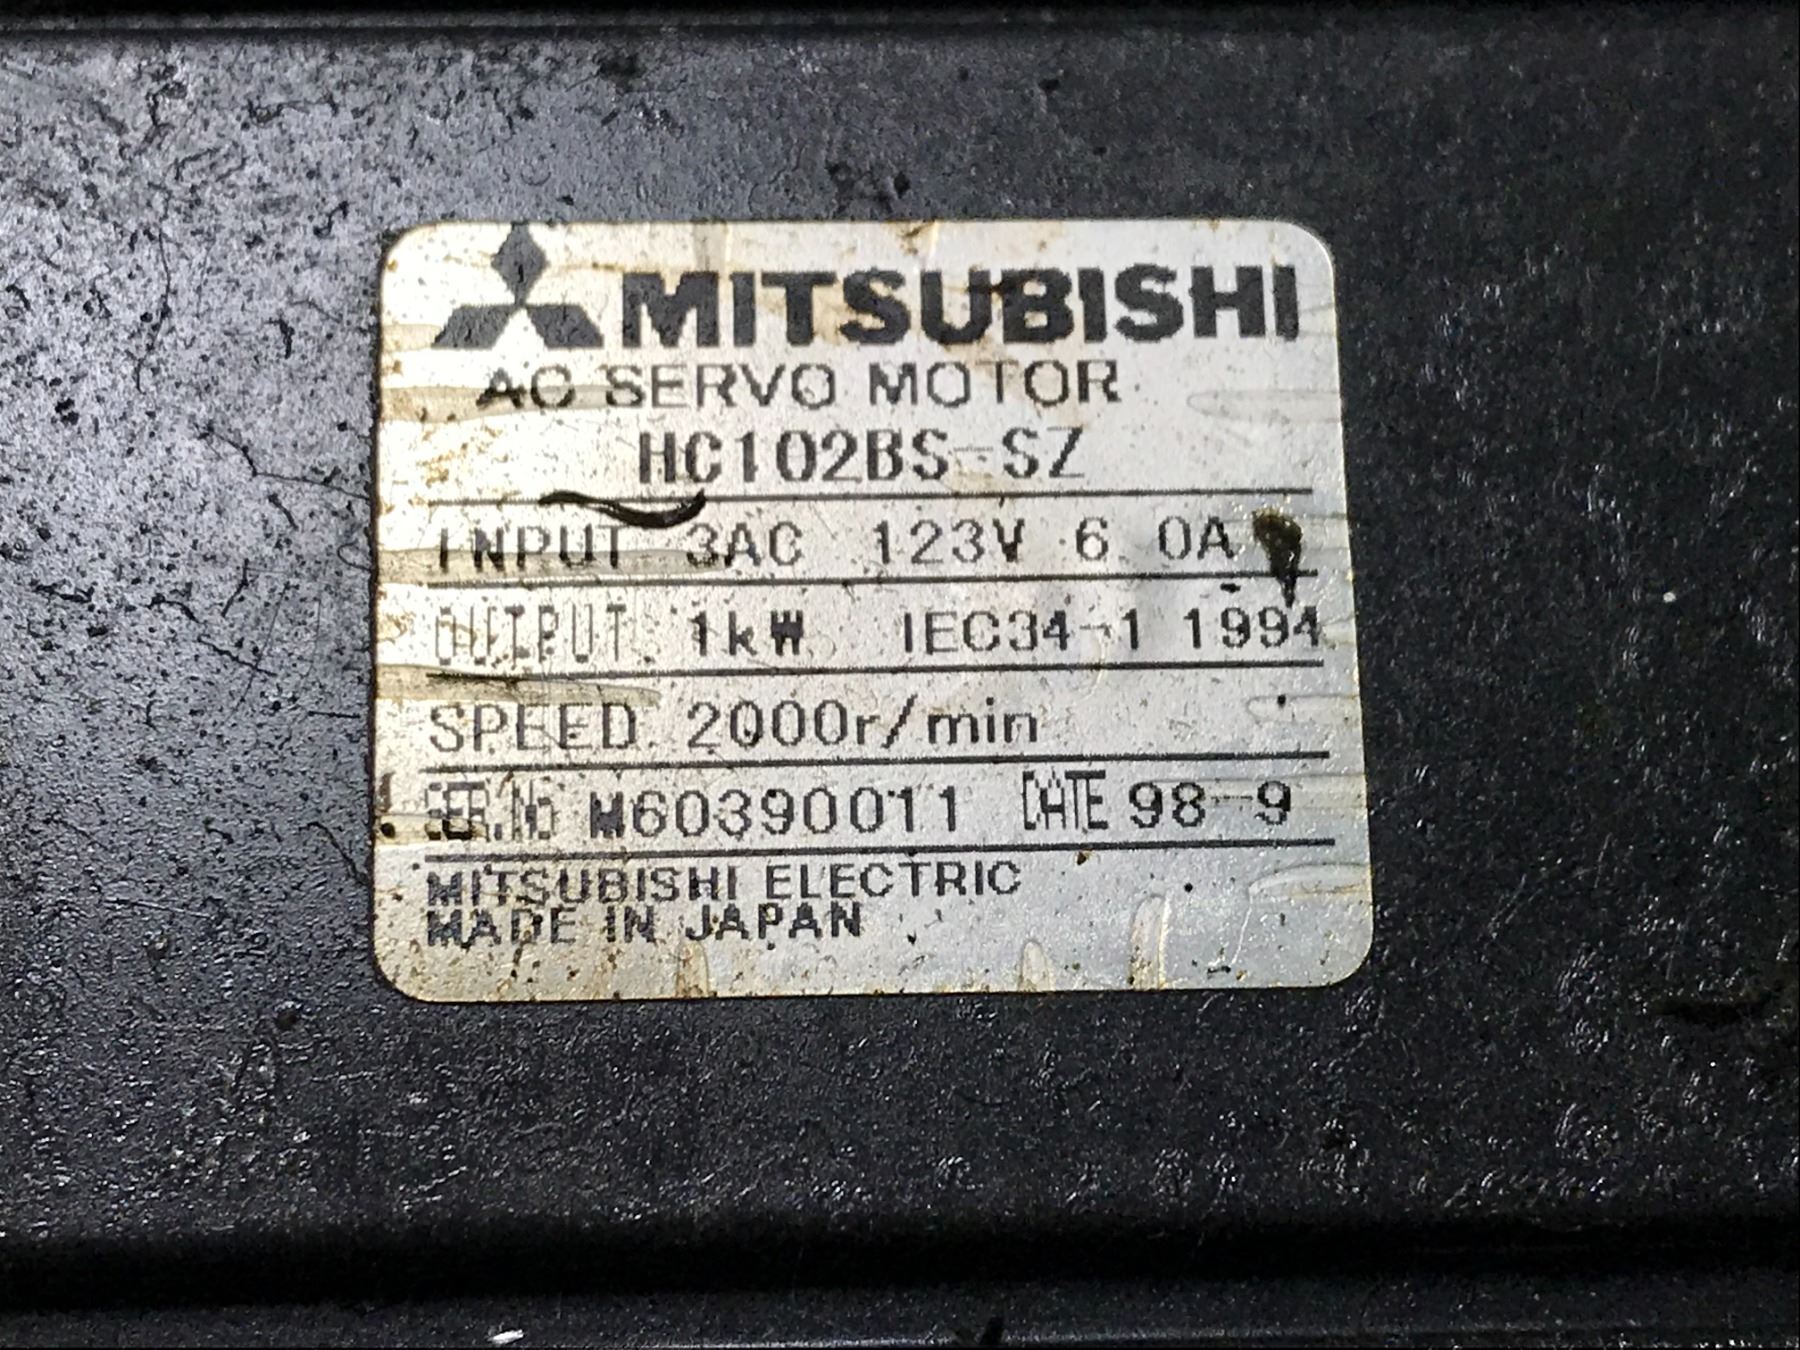 MITSUBISHI
AC SERVO MOTOR
HC102BS-SZ
INPUT 3AC 123V 6.0A
OUTPUT 1kW IEC34-1 1994
SPEED 2000r/min
SER.No M60390011 DATE 98-9
MITSUBISHI ELECTRIC
MADE IN JAPAN